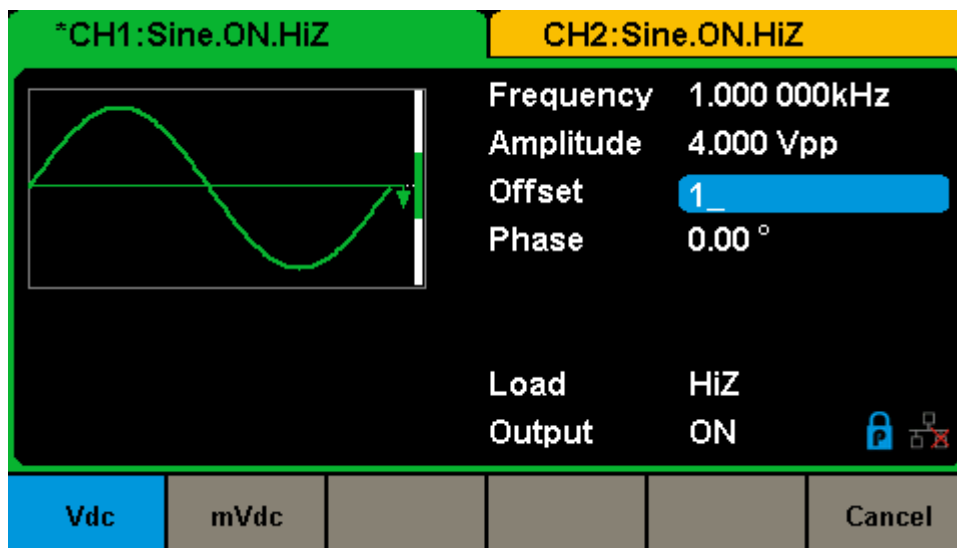 *CH1:Sine.ON.HiZ CH2:Sine.ON.HiZ
Frequency 1.000 000kHz
Amplitude 4.000 Vpp
Offset 1_
Phase 0.00 °
Load HiZ
Output ON
P
Vdc mVdc Cancel